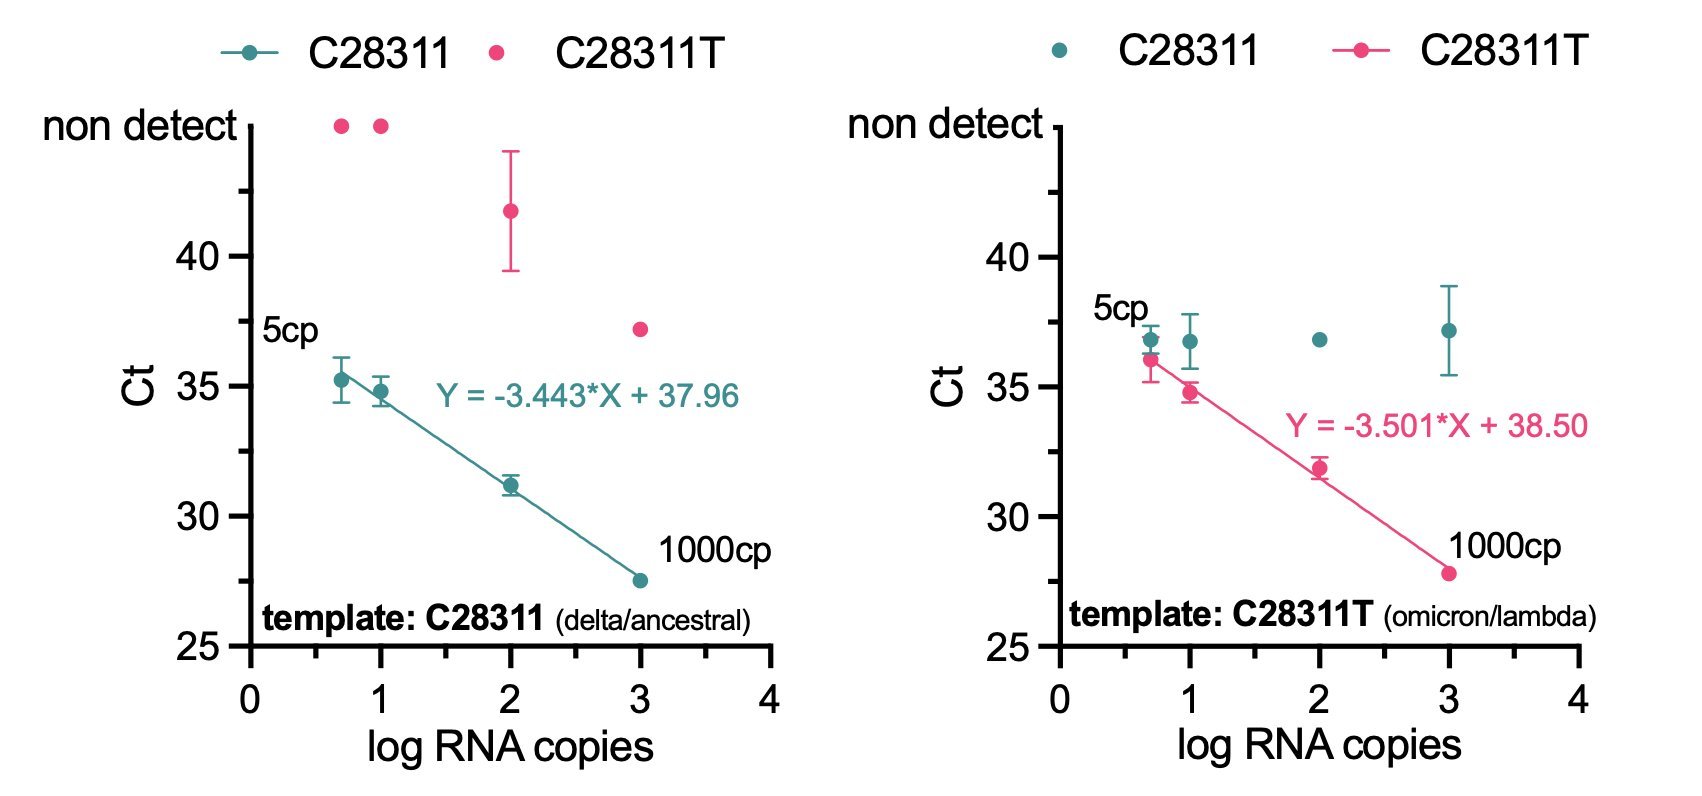 C28311 C28311T
non detect
40
5cp
Ct
35
Y = -3.443*X + 37.96
30
1000cp
template: C28311 (delta/ancestral)
25
0 1 2 3 4
log RNA copies
C28311 C28311T
non detect
40
5cp
Ct
35
Y = -3.501*X + 38.50
30
1000cp
template: C28311T (omicron/lambda)
25
0 1 2 3 4
log RNA copies